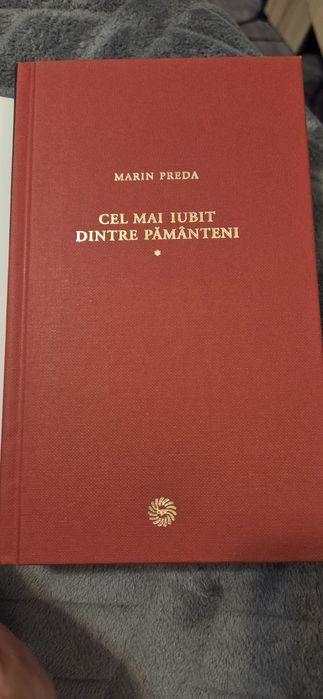 MARIN PREDA
CEL MAI IUBIT
DINTRE PĂMÂNTENI
*